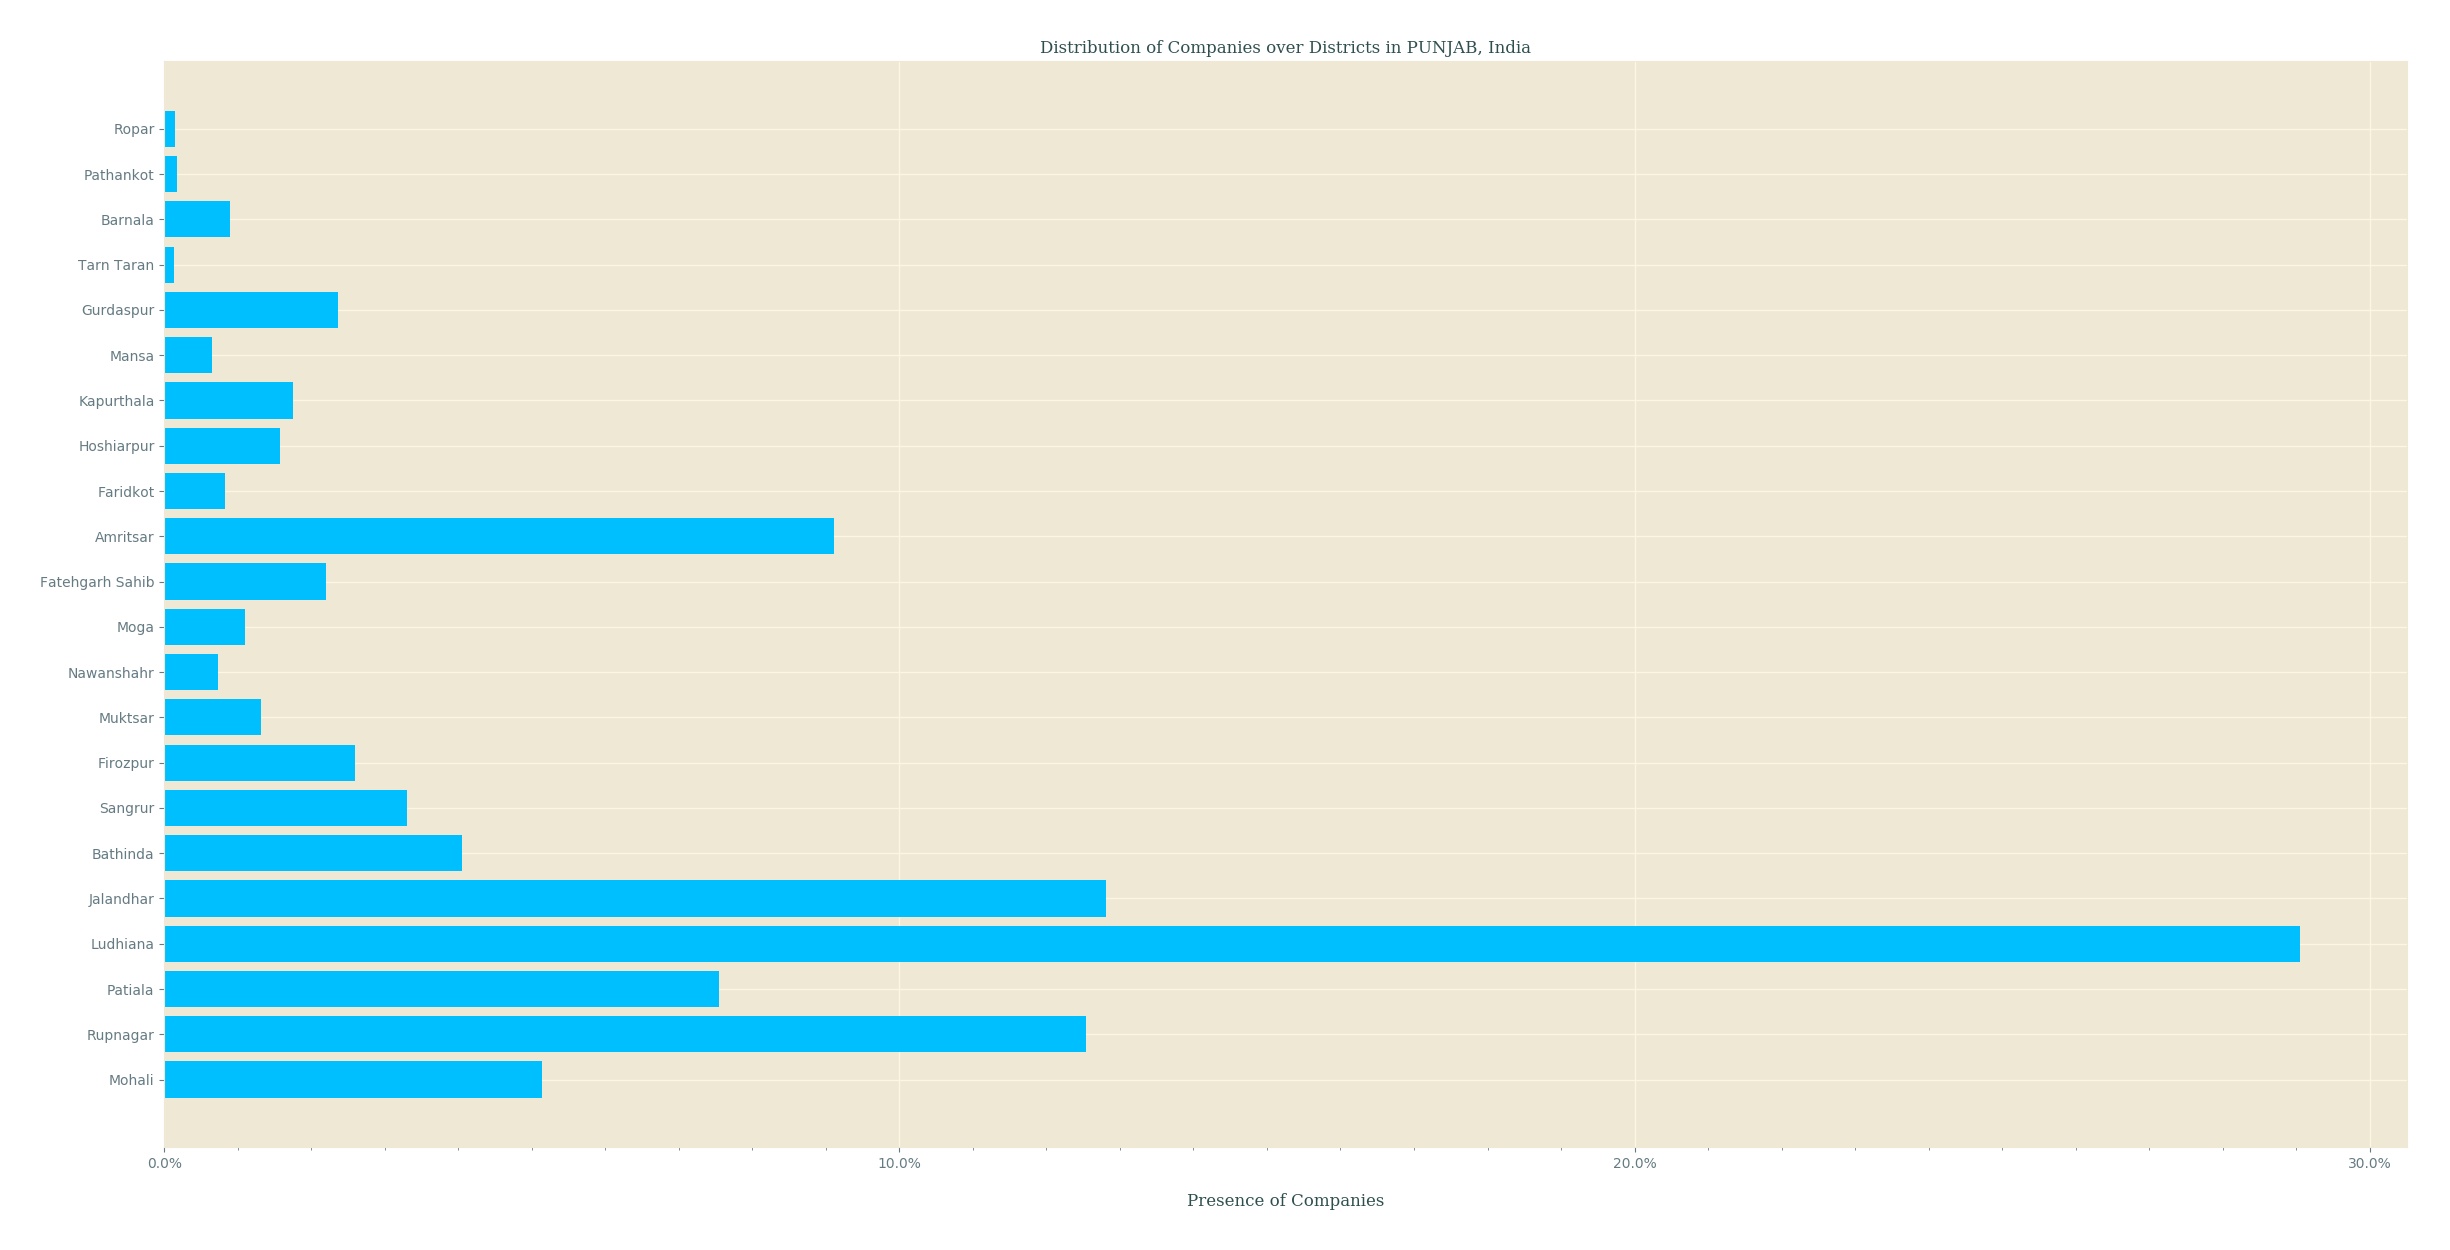 Distribution of Companies over Districts in PUNJAB, India
Ropar
Pathankot
Barnala
Tarn Taran
Gurdaspur
Mansa
Kapurthala
Hoshiarpur
Faridkot
Amritsar
Fatehgarh Sahib
Moga
Nawanshahr
Muktsar
Firozpur
Sangrur
Bathinda
Jalandhar
Ludhiana
Patiala
Rupnagar
Mohali
0.0% 10.0% 20.0% 30.0%
Presence of Companies